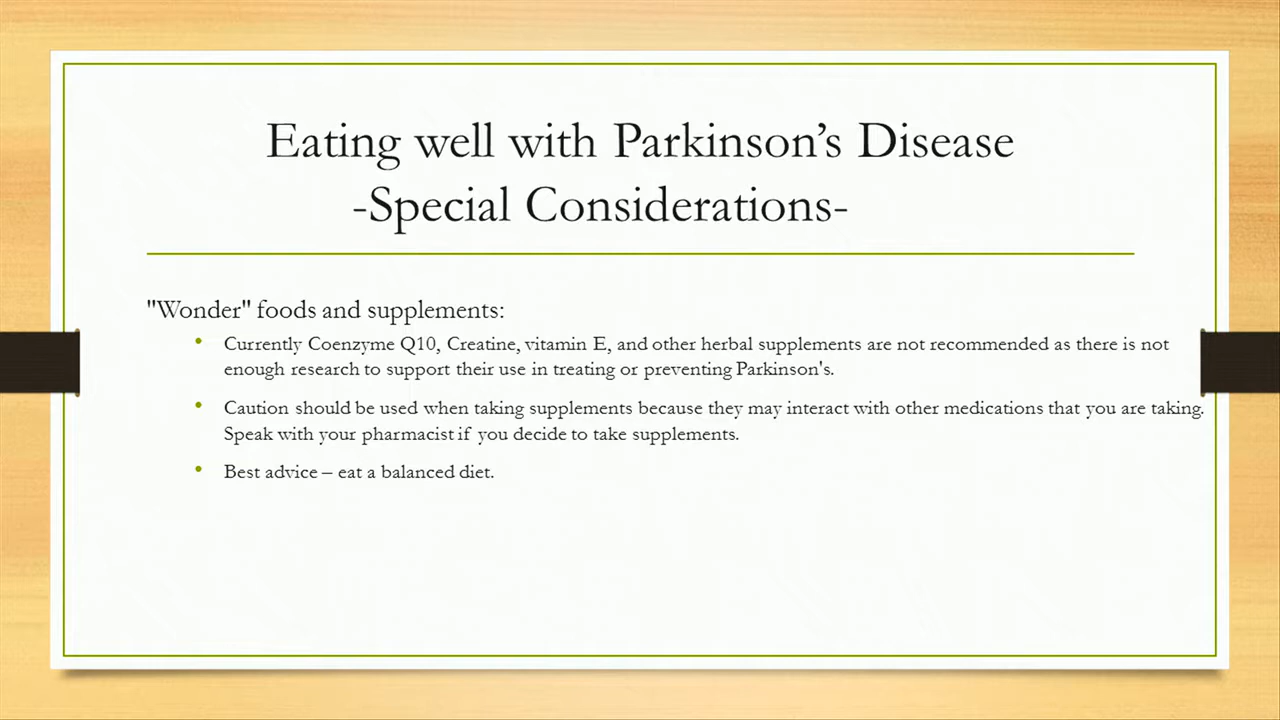 Eating well with Parkinson’s Disease
-Special Considerations-
"Wonder" foods and supplements:
• Currently Coenzyme Q10, Creatine, vitamin E, and other herbal supplements are not recommended as there is not
enough research to support their use in treating or preventing Parkinson's.
• Caution should be used when taking supplements because they may interact with other medications that you are taking.
Speak with your pharmacist if you decide to take supplements.
• Best advice – eat a balanced diet.